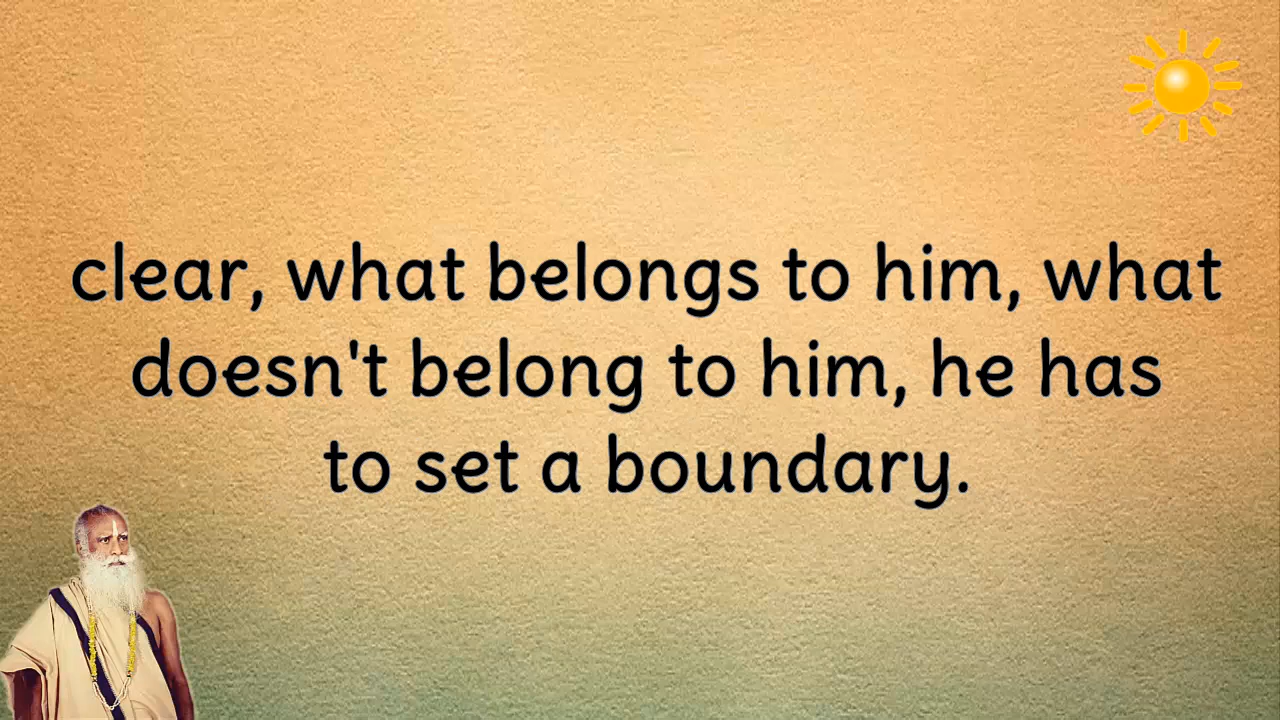 clear, what belongs to him, what
doesn't belong to him, he has
to set a boundary.